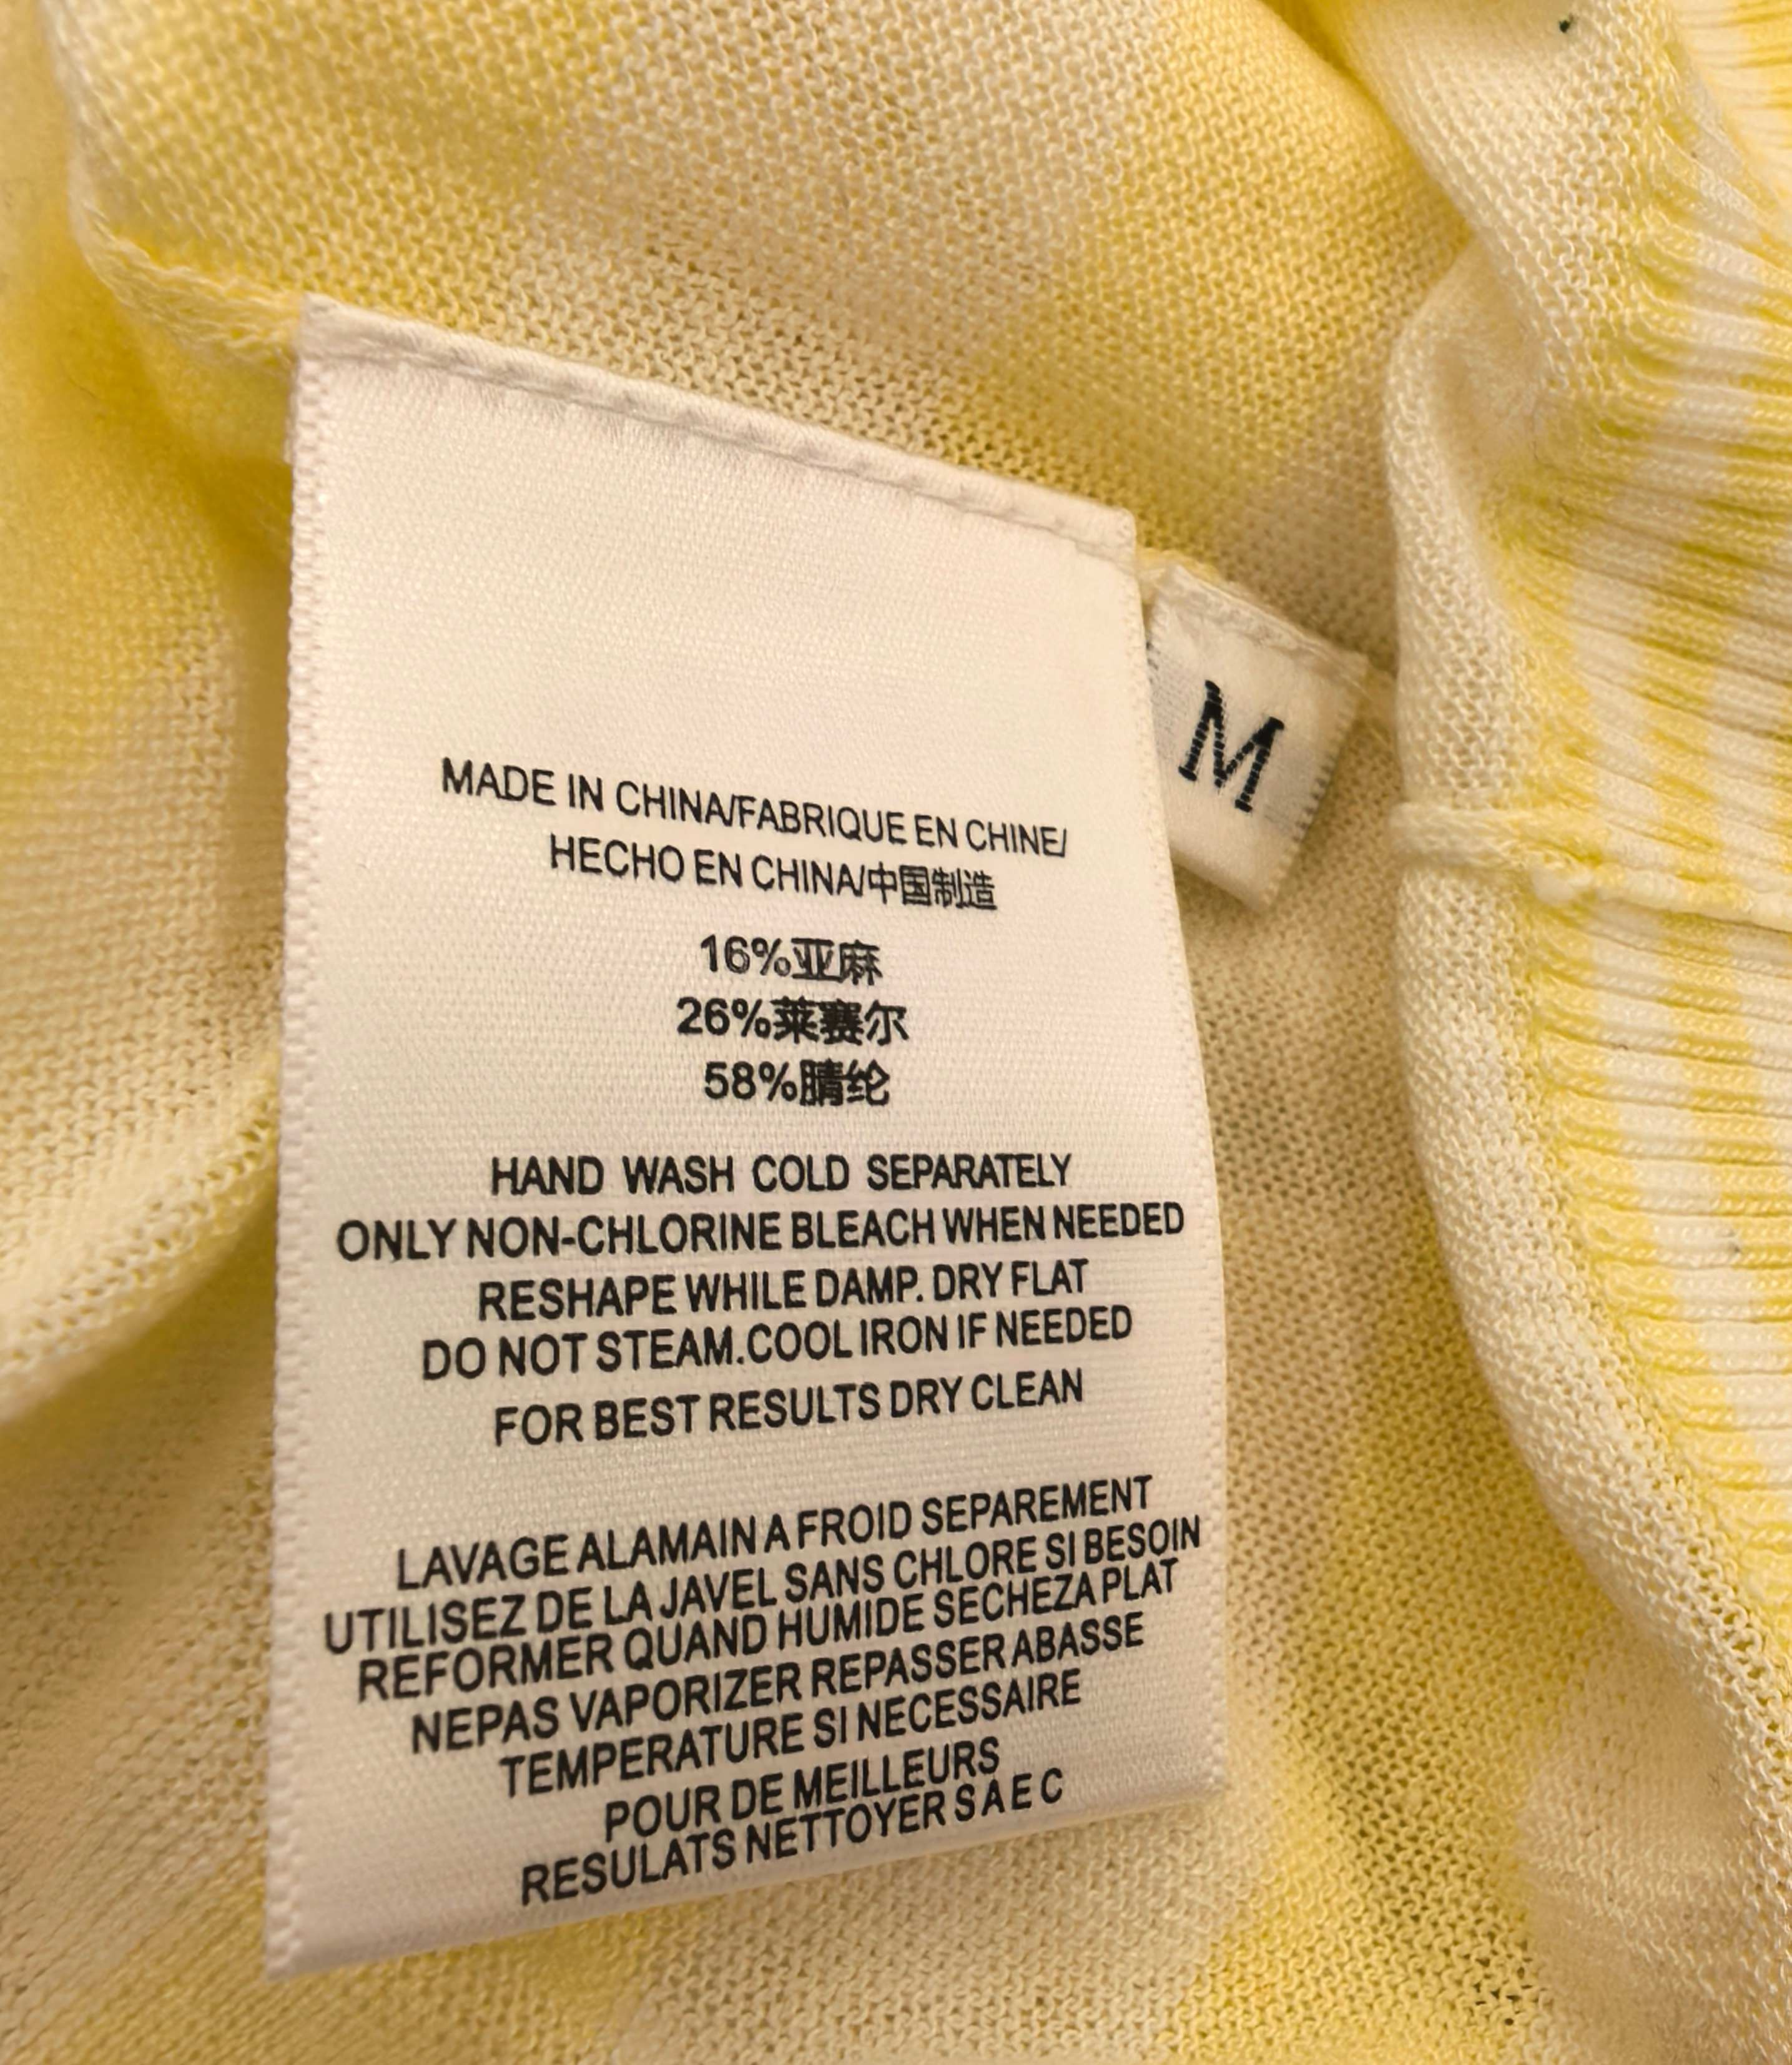 MADE IN CHINA/FABRIQUE EN CHINE/
HECHO EN CHINA/中国制造
M
16%亚麻
26%莱赛尔
58%腈纶
HAND WASH COLD SEPARATELY
ONLY NON-CHLORINE BLEACH WHEN NEEDED
RESHAPE WHILE DAMP. DRY FLAT
DO NOT STEAM.COOL IRON IF NEEDED
FOR BEST RESULTS DRY CLEAN
LAVAGE ALAMAIN A FROID SEPAREMENT
UTILISEZ DE LA JAVEL SANS CHLORE SI BESOIN
REFORMER QUAND HUMIDE SECHEZA PLAT
NEPAS VAPORIZER REPASSER ABASSE
TEMPERATURE SI NECESSAIRE
POUR DE MEILLEURS
RESULATS NETTOYER S A E C